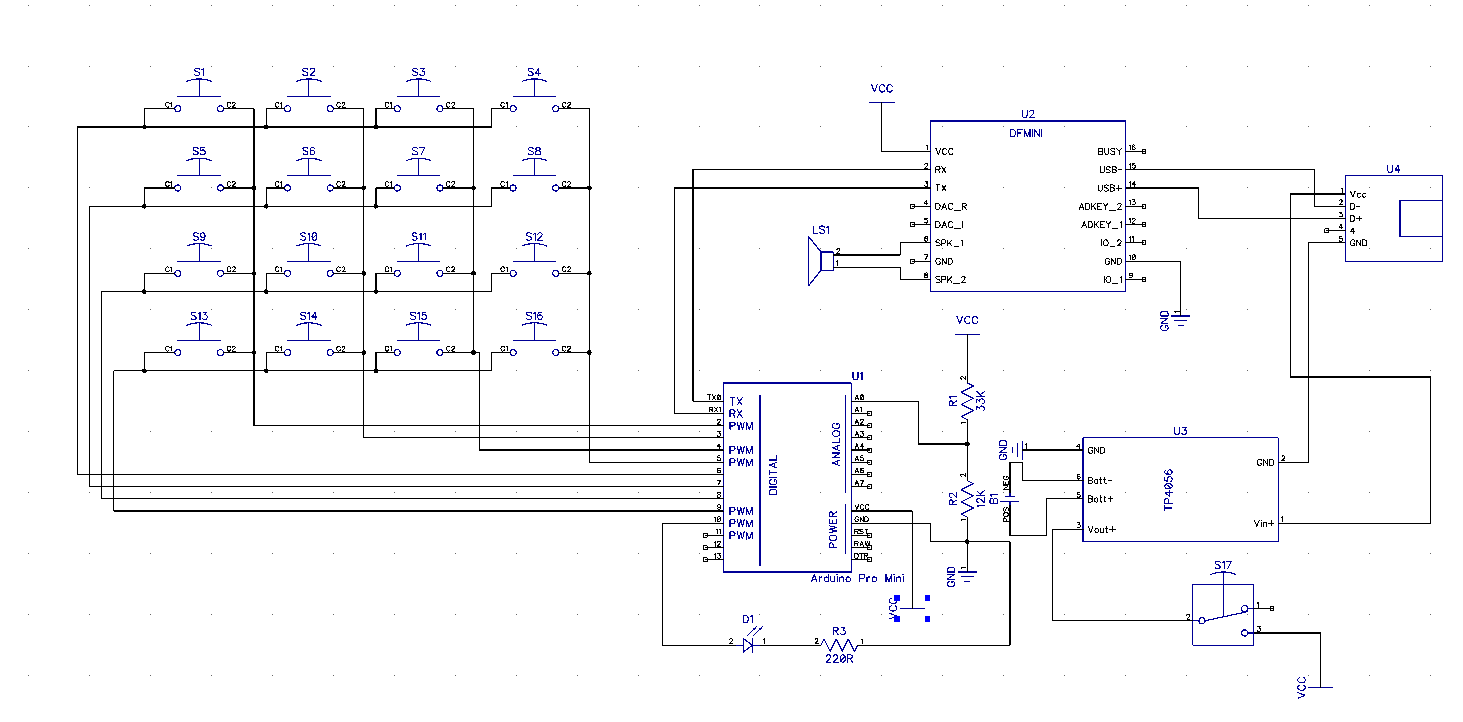 S1 S2 S3 S4
C1 C2 C1 C2 C1 C2 C1 C2
S5 S6 S7 S8
C1 C2 C1 C2 C1 C2 C1 C2
S9 S10 S11 S12
C1 C2 C1 C2 C1 C2 C1 C2
S13 S14 S15 S16
C1 C2 C1 C2 C1 C2 C1 C2
VCC
U2
DFMINI
1 VCC
2 RX
3 TX
4 DAC_R
5 DAC_I
6 SPK_1
7 GND
8 SPK_2
BUSY 16
USB- 15
USB+ 14
ADKEY_2 13
ADKEY_1 12
IO_2 11
GND 10
IO_1 9
LS1
2
1
GND
1
U4
1 Vcc
2 D-
3 D+
4 4
5 GND
VCC
2
R1
33K
1
2
R2
12K
1
GND
1
U1
TX0 TX
RX1 RX
2 PWM
3
4 PWM
5 PWM
6
7
8
9 PWM
10 PWM
11 PWM
12
13
DIGITAL
ANALOG
POWER
A0
A1
A2
A3
A4
A5
A6
A7
VCC
GND
RST
RAW
DTR
Arduino Pro Mini
VCC
D1
2 1
R3
2 1
220R
GND
1
NEG
B1
POS
U3
TP4056
4 GND
6 Batt-
5 Batt+
3 Vout+
GND 2
Vin+ 1
S17
1
2
3
VCC